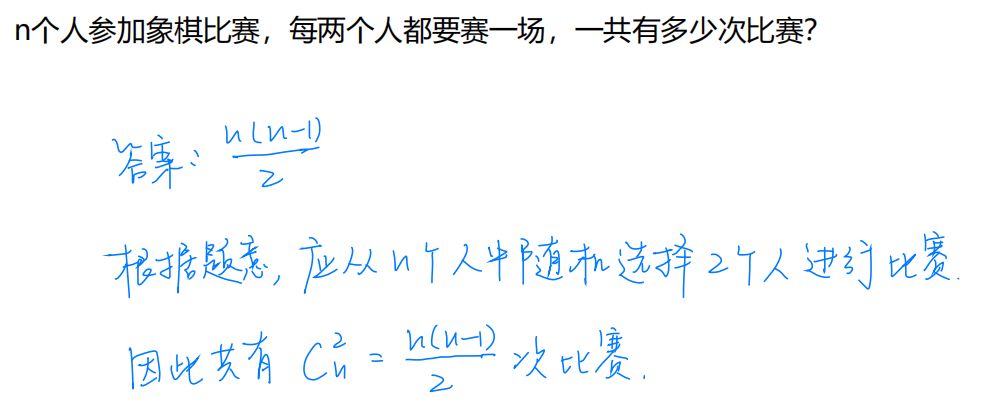 n个人参加象棋比赛，每两个人都要赛一场，一共有多少次比赛？
答案：n(n-1)/2
根据题意，应从n个人中随机选择2个人进行比赛.
因此共有 C_n^2 = n(n-1)/2 次比赛.